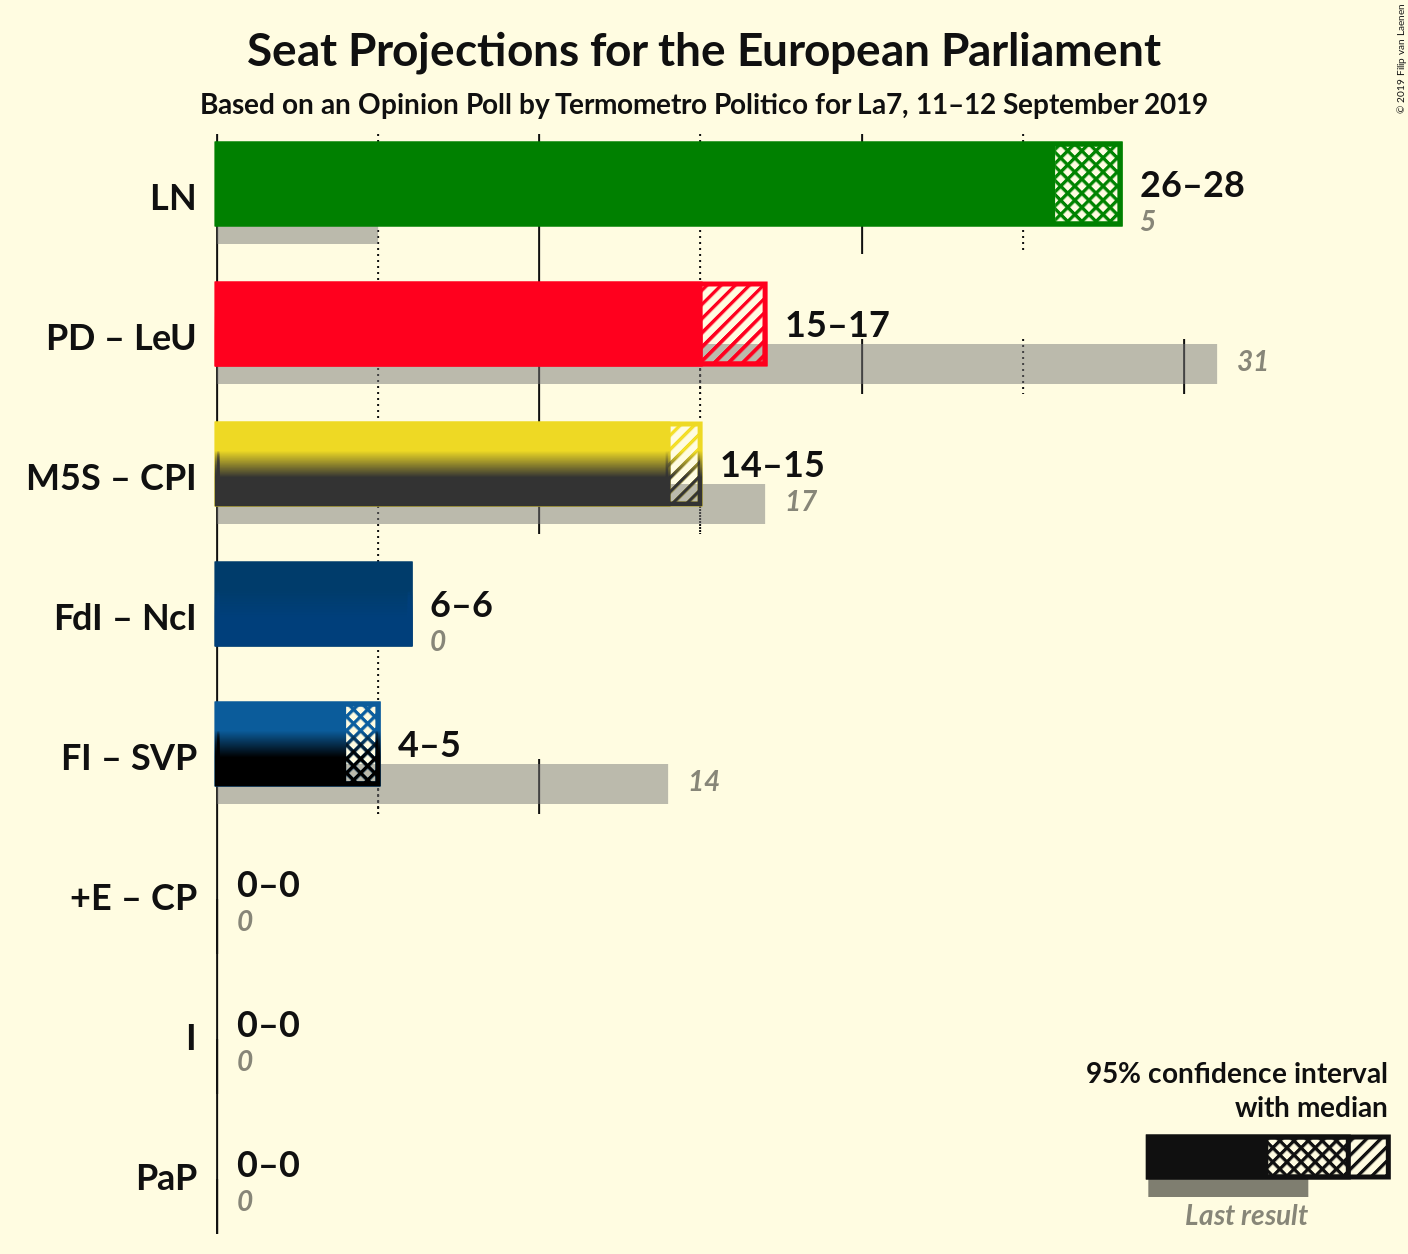 Seat Projections for the European Parliament
Based on an Opinion Poll by Termometro Politico for La7, 11–12 September 2019
© 2019 Filip van Laenen
LN
26–28
5
PD – LeU
15–17
31
M5S – CPI
14–15
17
FdI – NcI
6–6
0
FI – SVP
4–5
14
+E – CP
0–0
0
I
0–0
0
PaP
0–0
0
95% confidence interval
with median
Last result